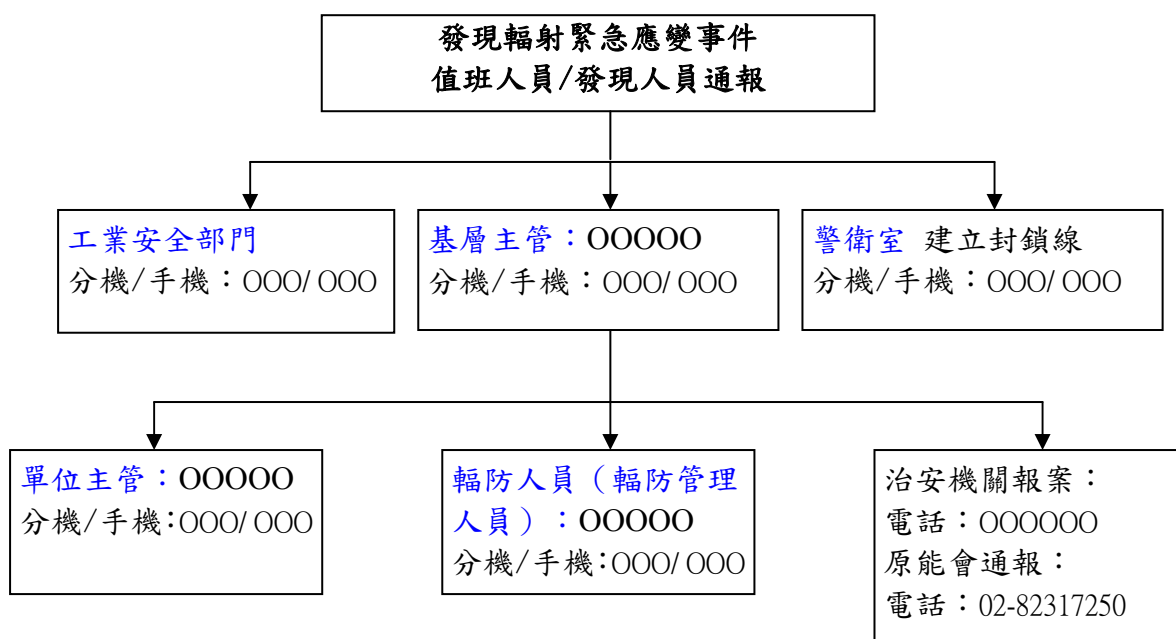 發現輻射緊急應變事件
值班人員/發現人員通報
工業安全部門
分機/手機：OOO/ OOO
基層主管：OOOOO
分機/手機：OOO/ OOO
警衛室 建立封鎖線
分機/手機：OOO/ OOO
單位主管：OOOOO
分機/手機:OOO/ OOO
輻防人員（輻防管理
人員）：OOOOO
分機/手機:OOO/ OOO
治安機關報案：
電話：OOOOOO
原能會通報：
電話：02-82317250